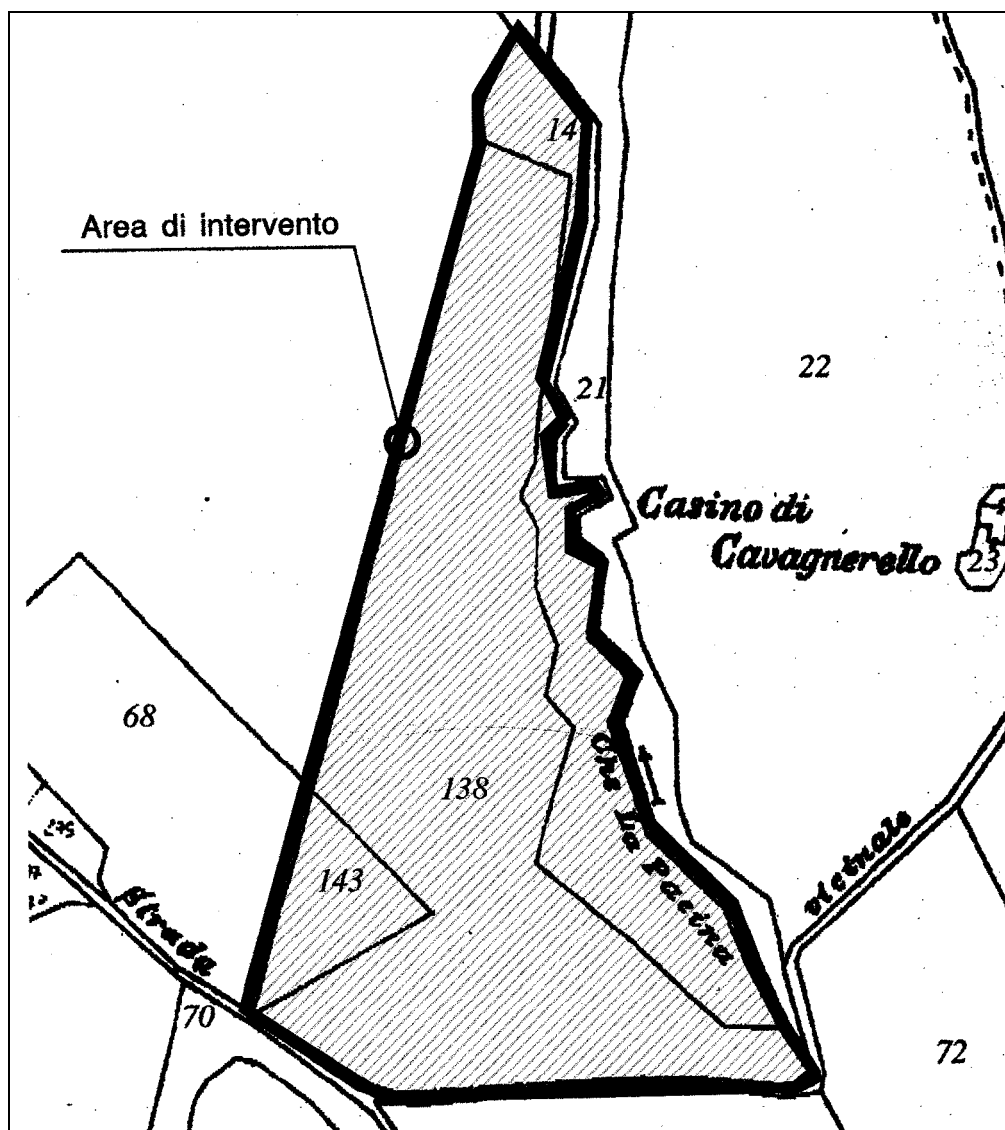 14
Area di intervento
22
21
Casino di
Cavagnerello
23
68
138
275
143
Strada
70
La Pacina
vicinale
72